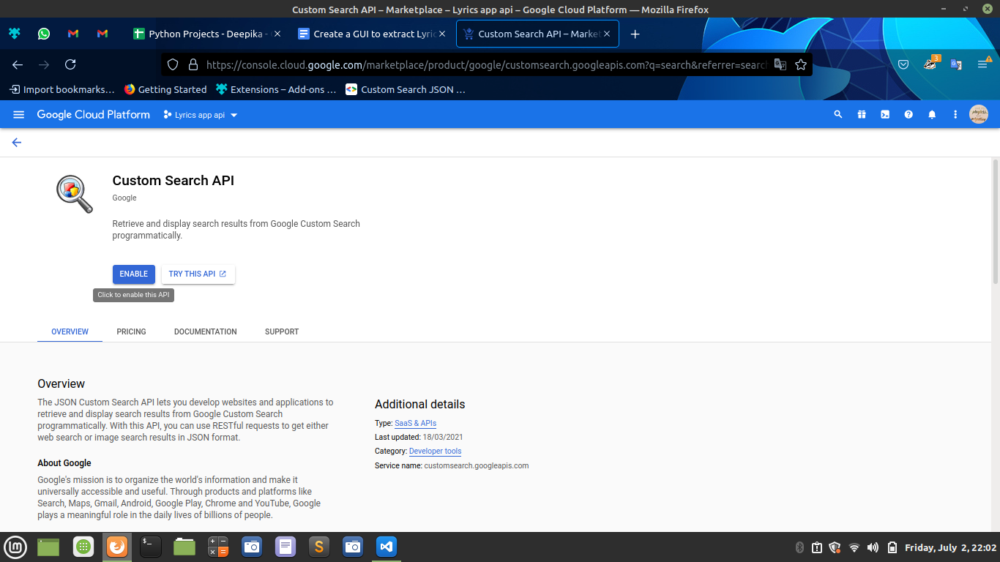 Custom Search API – Marketplace – Lyrics app api – Google Cloud Platform — Mozilla Firefox
Python Projects - Deepika -
Create a GUI to extract Lyric
Custom Search API – Market
https://console.cloud.google.com/marketplace/product/google/customsearch.googleapis.com?q=search&referrer=search
3
Import bookmarks…
Getting Started
Extensions – Add-ons …
Custom Search JSON …
Google Cloud Platform
Lyrics app api
Custom Search API
Google
Retrieve and display search results from Google Custom Search
programmatically.
ENABLE
TRY THIS API
Click to enable this API
OVERVIEW
PRICING
DOCUMENTATION
SUPPORT
Overview
The JSON Custom Search API lets you develop websites and applications to
retrieve and display search results from Google Custom Search
programmatically. With this API, you can use RESTful requests to get either
web search or image search results in JSON format.
About Google
Google's mission is to organize the world's information and make it
universally accessible and useful. Through products and platforms like
Search, Maps, Gmail, Android, Google Play, Chrome and YouTube, Google
plays a meaningful role in the daily lives of billions of people.
Additional details
Type: SaaS & APIs
Last updated: 18/03/2021
Category: Developer tools
Service name: customsearch.googleapis.com
Friday, July 2, 22:02